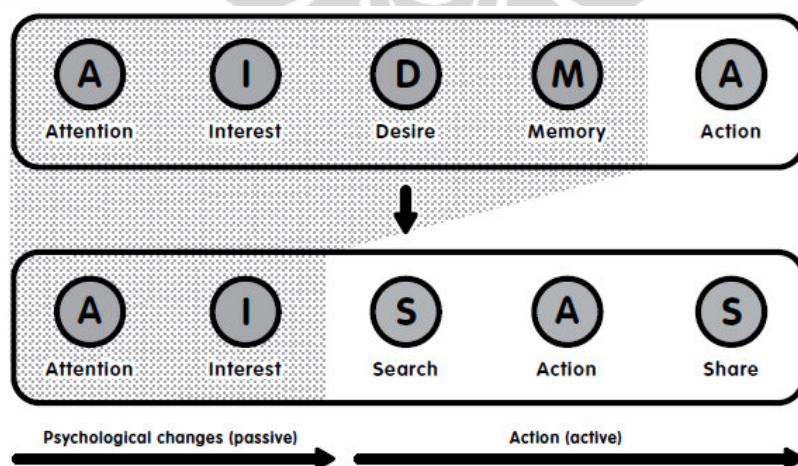 A I D M A
Attention Interest Desire Memory Action
A I S A S
Attention Interest Search Action Share
Psychological changes (passive) Action (active)